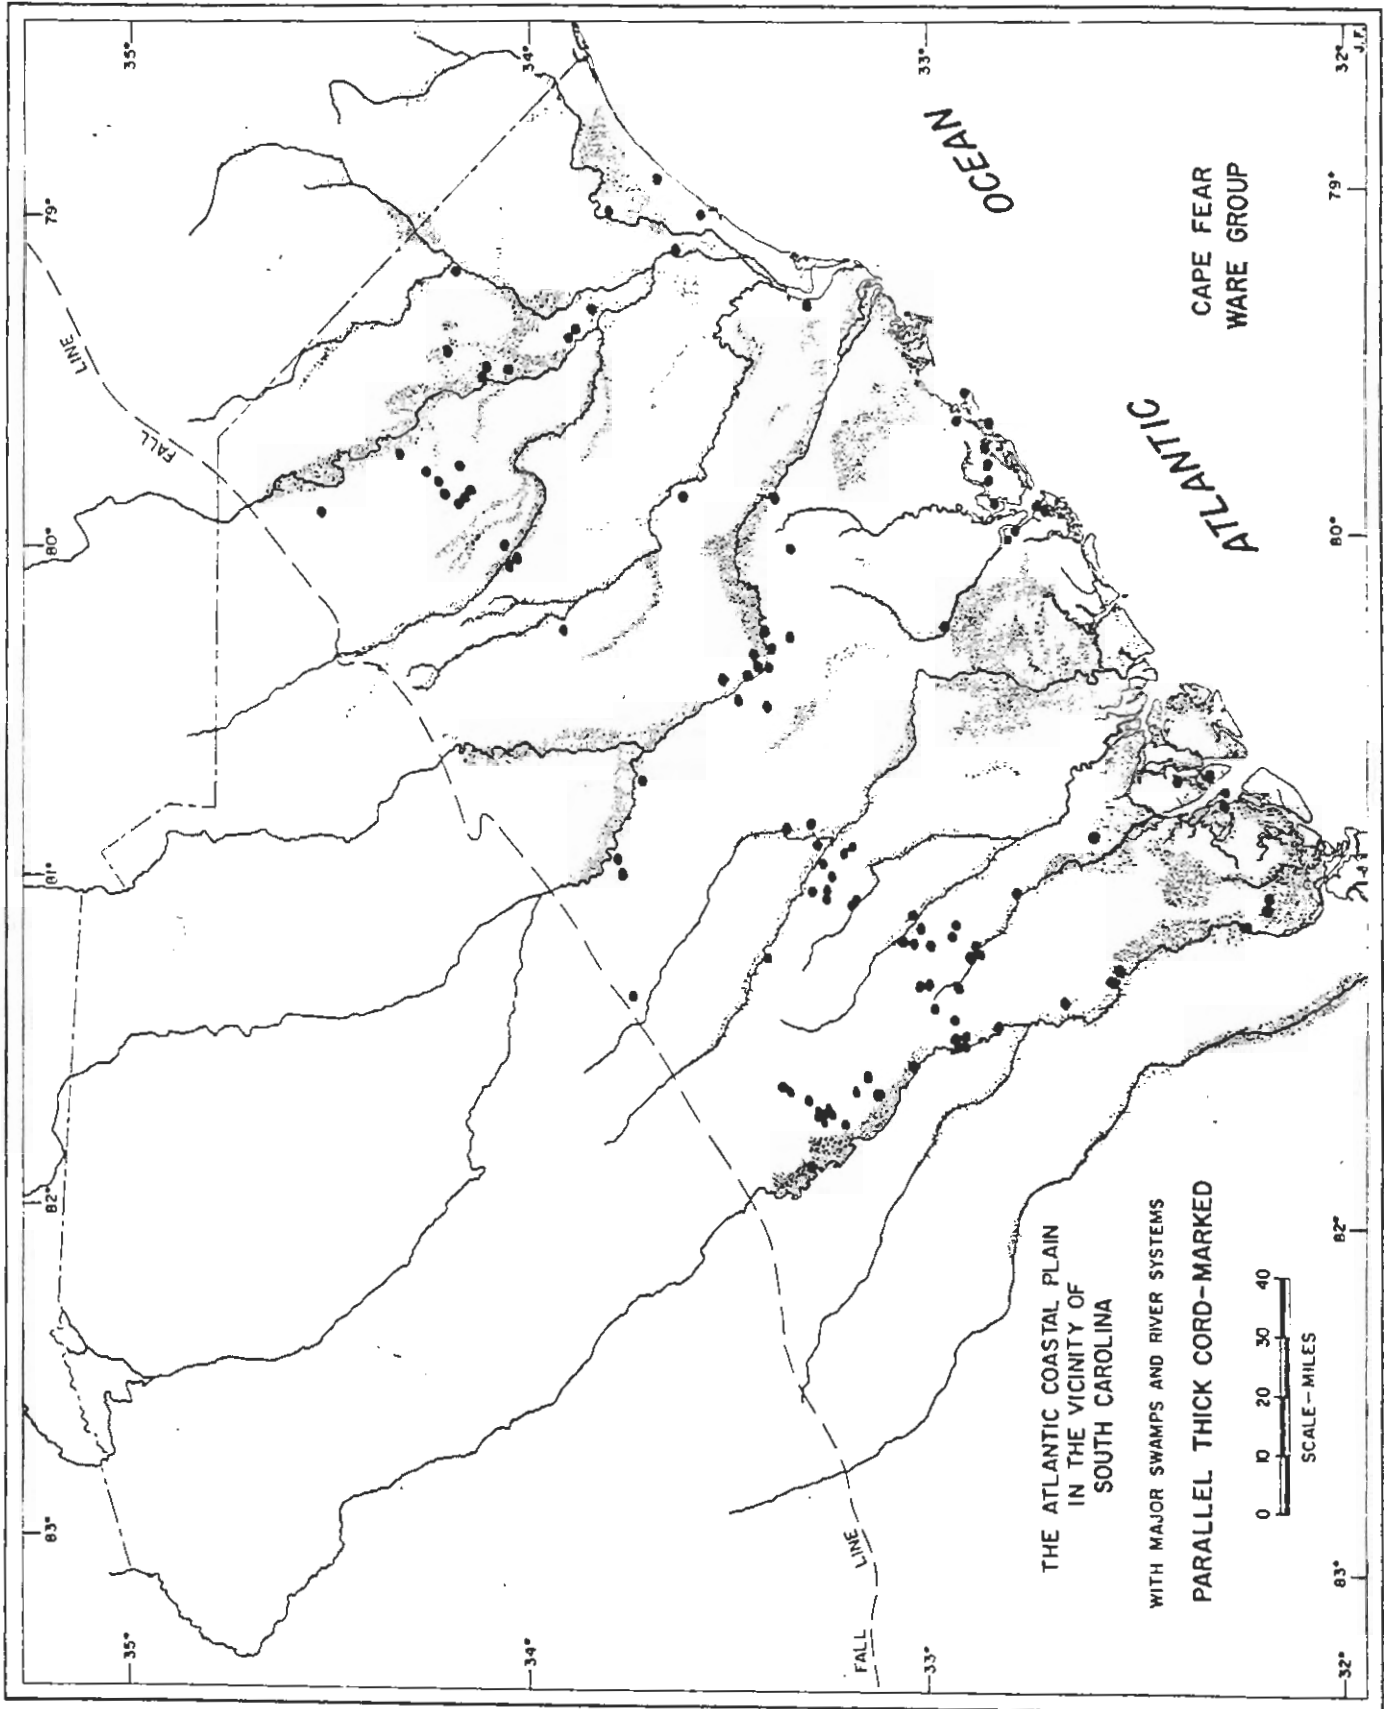 83°
82°
81°
80°
79°
35°
35°
34°
34°
33°
33°
32°
32°
83°
82°
80°
79°
LINE
FALL
FALL
LINE
ATLANTIC
OCEAN
CAPE FEAR
WARE GROUP
THE ATLANTIC COASTAL PLAIN
IN THE VICINITY OF
SOUTH CAROLINA
WITH MAJOR SWAMPS AND RIVER SYSTEMS
PARALLEL THICK CORD-MARKED
0 10 20 30 40
SCALE-MILES
J.F.